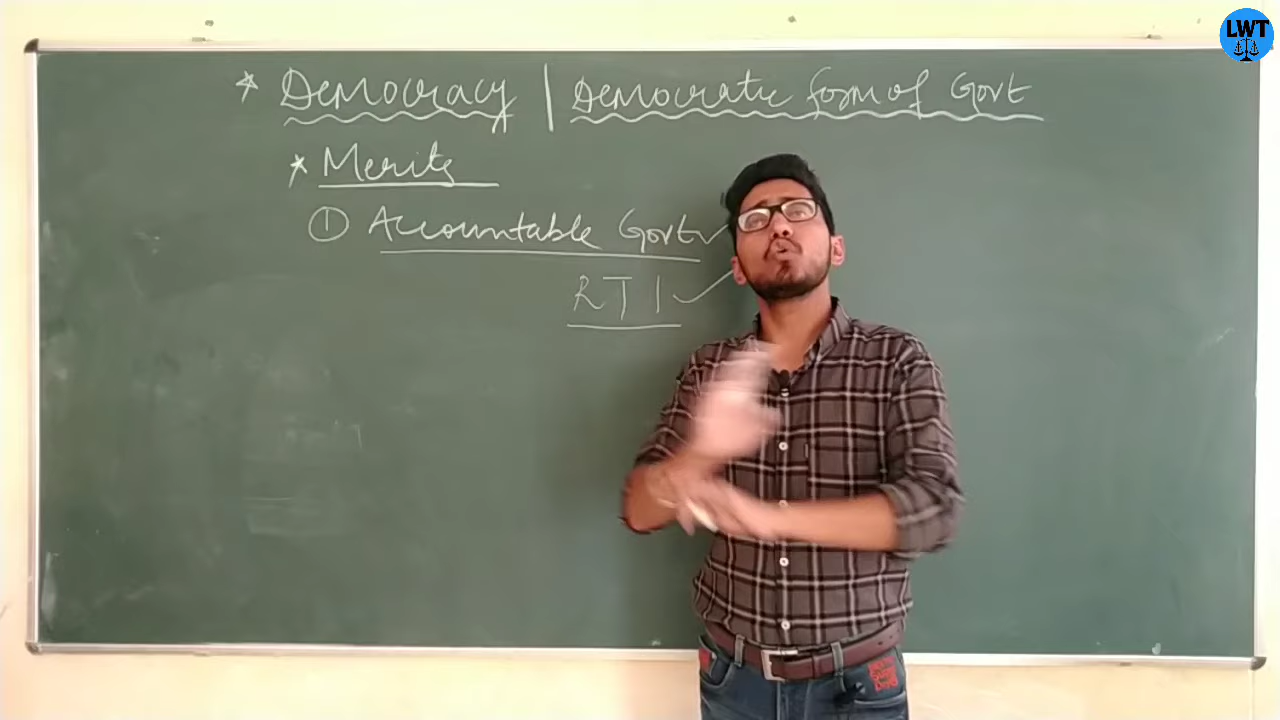 LWT
* Democracy | Democratic form of Govt
* Merits
① Accountable Govt
RTI